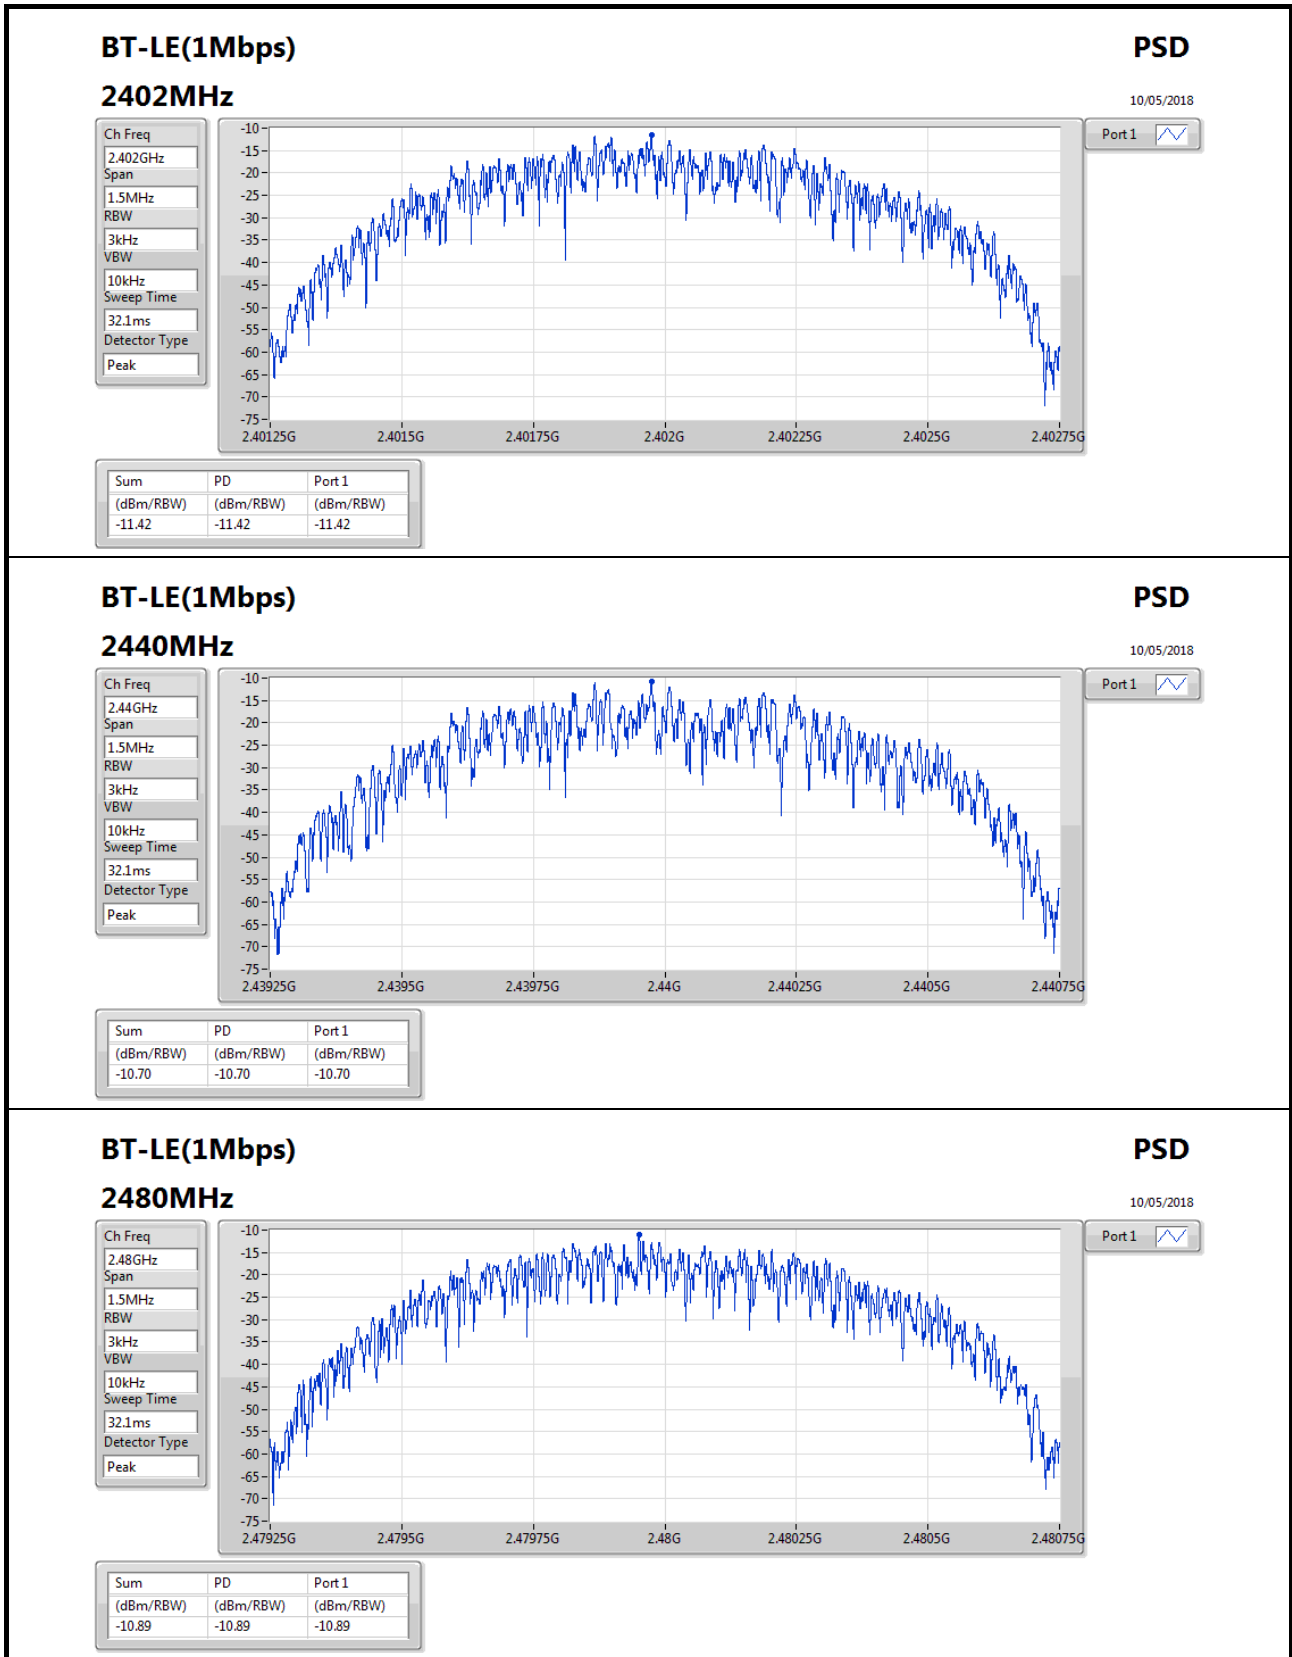 BT-LE(1Mbps) PSD
2402MHz 10/05/2018
Ch Freq
2.402GHz
Span
1.5MHz
RBW
3kHz
VBW
10kHz
Sweep Time
32.1ms
Detector Type
Peak
-10
-15
-20
-25
-30
-35
-40
-45
-50
-55
-60
-65
-70
-75
2.40125G 2.4015G 2.40175G 2.402G 2.40225G 2.4025G 2.40275G
Port 1
Sum PD Port 1
(dBm/RBW) (dBm/RBW) (dBm/RBW)
-11.42 -11.42 -11.42
BT-LE(1Mbps) PSD
2440MHz 10/05/2018
Ch Freq
2.44GHz
Span
1.5MHz
RBW
3kHz
VBW
10kHz
Sweep Time
32.1ms
Detector Type
Peak
-10
-15
-20
-25
-30
-35
-40
-45
-50
-55
-60
-65
-70
-75
2.43925G 2.4395G 2.43975G 2.44G 2.44025G 2.4405G 2.44075G
Port 1
Sum PD Port 1
(dBm/RBW) (dBm/RBW) (dBm/RBW)
-10.70 -10.70 -10.70
BT-LE(1Mbps) PSD
2480MHz 10/05/2018
Ch Freq
2.48GHz
Span
1.5MHz
RBW
3kHz
VBW
10kHz
Sweep Time
32.1ms
Detector Type
Peak
-10
-15
-20
-25
-30
-35
-40
-45
-50
-55
-60
-65
-70
-75
2.47925G 2.4795G 2.47975G 2.48G 2.48025G 2.4805G 2.48075G
Port 1
Sum PD Port 1
(dBm/RBW) (dBm/RBW) (dBm/RBW)
-10.89 -10.89 -10.89